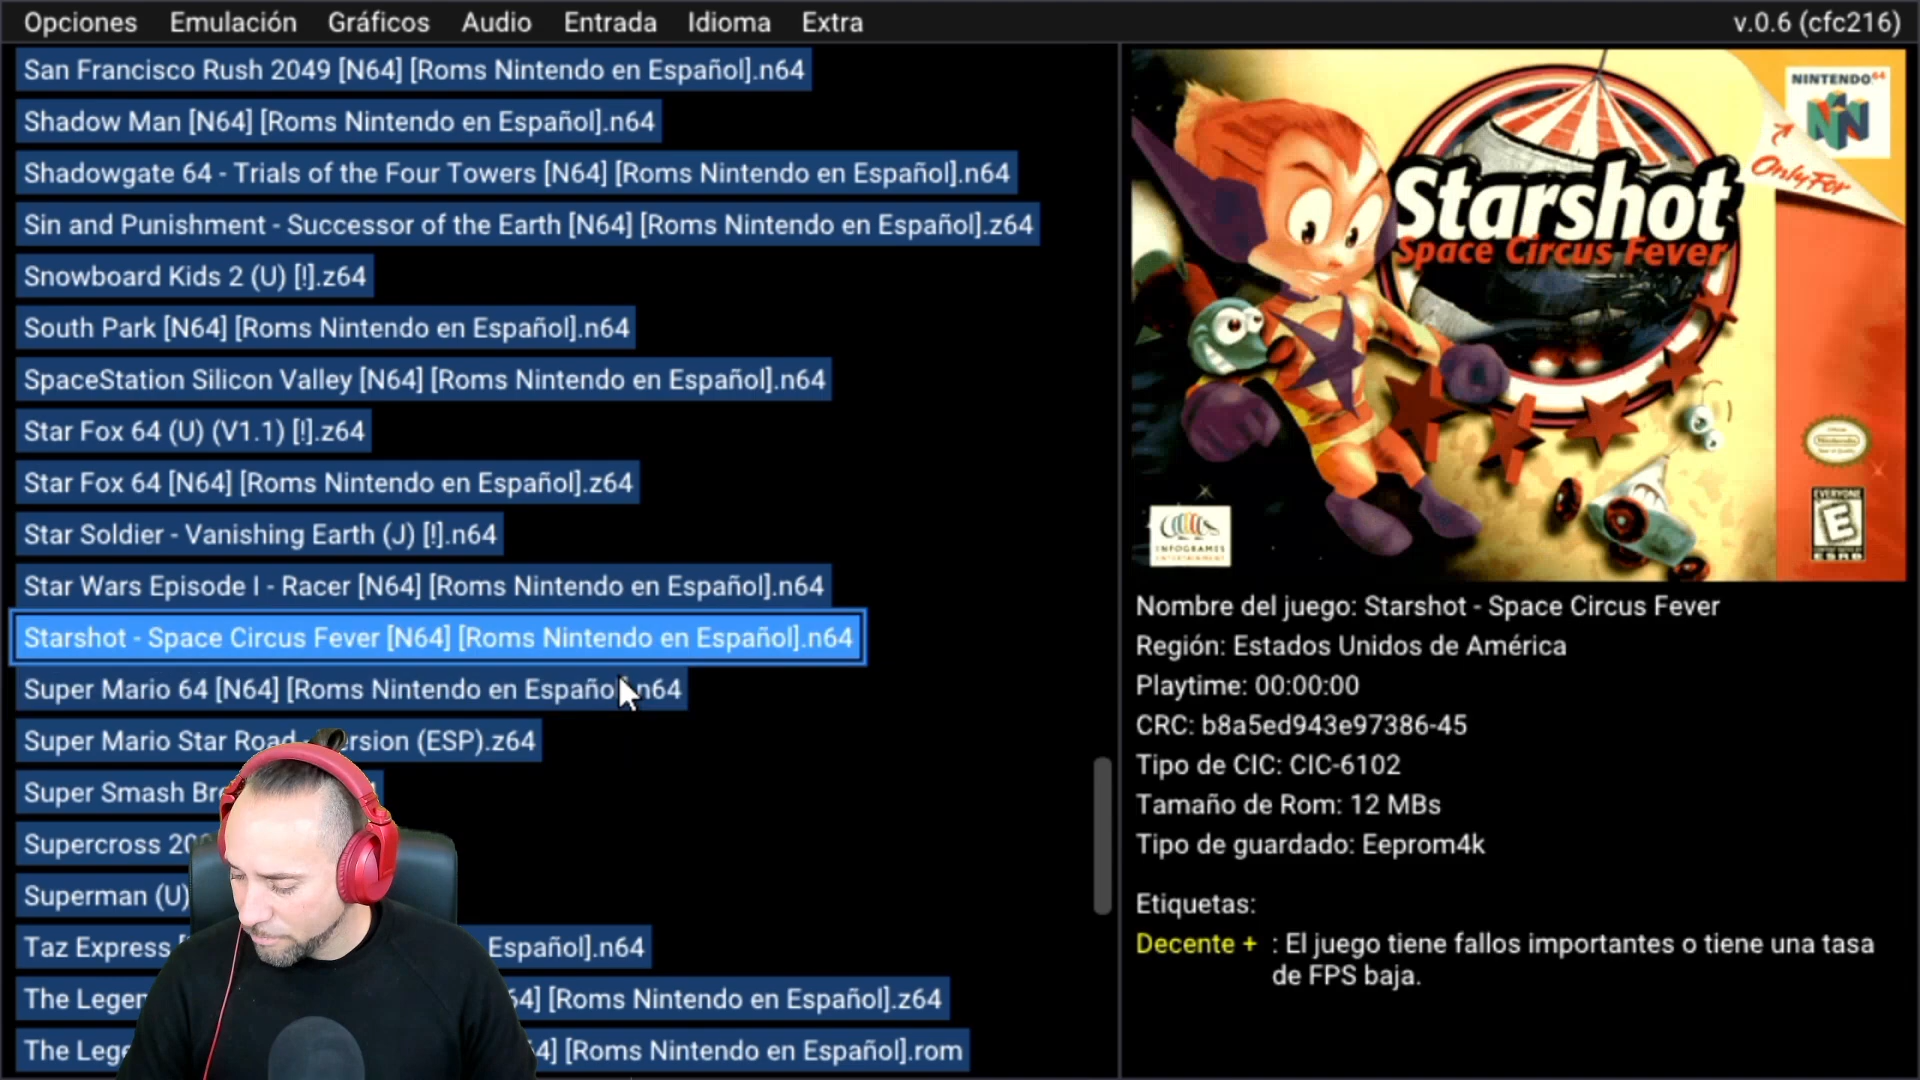 Opciones Emulación Gráficos Audio Entrada Idioma Extra v.0.6 (cfc216)
San Francisco Rush 2049 [N64] [Roms Nintendo en Español].n64
Shadow Man [N64] [Roms Nintendo en Español].n64
Shadowgate 64 - Trials of the Four Towers [N64] [Roms Nintendo en Español].n64
Sin and Punishment - Successor of the Earth [N64] [Roms Nintendo en Español].z64
Snowboard Kids 2 (U) [!].z64
South Park [N64] [Roms Nintendo en Español].n64
SpaceStation Silicon Valley [N64] [Roms Nintendo en Español].n64
Star Fox 64 (U) (V1.1) [!].z64
Star Fox 64 [N64] [Roms Nintendo en Español].z64
Star Soldier - Vanishing Earth (J) [!].n64
Star Wars Episode I - Racer [N64] [Roms Nintendo en Español].n64
Starshot - Space Circus Fever [N64] [Roms Nintendo en Español].n64
Super Mario 64 [N64] [Roms Nintendo en Españo n64
Super Mario Star Road - ersion (ESP).z64
Super Smash Br
Supercross 20
Superman (U)
Taz Express Español].n64
The Leger 64] [Roms Nintendo en Español].z64
The Lege 4] [Roms Nintendo en Español].rom
NINTENDO 64
Only For
Starshot
Space Circus Fever
INFOGRAMES
ENTERTAINMENT
Nintendo
EVERYONE
E
ESRB
Nombre del juego: Starshot - Space Circus Fever
Región: Estados Unidos de América
Playtime: 00:00:00
CRC: b8a5ed943e97386-45
Tipo de CIC: CIC-6102
Tamaño de Rom: 12 MBs
Tipo de guardado: Eeprom4k
Etiquetas:
Decente + : El juego tiene fallos importantes o tiene una tasa
de FPS baja.